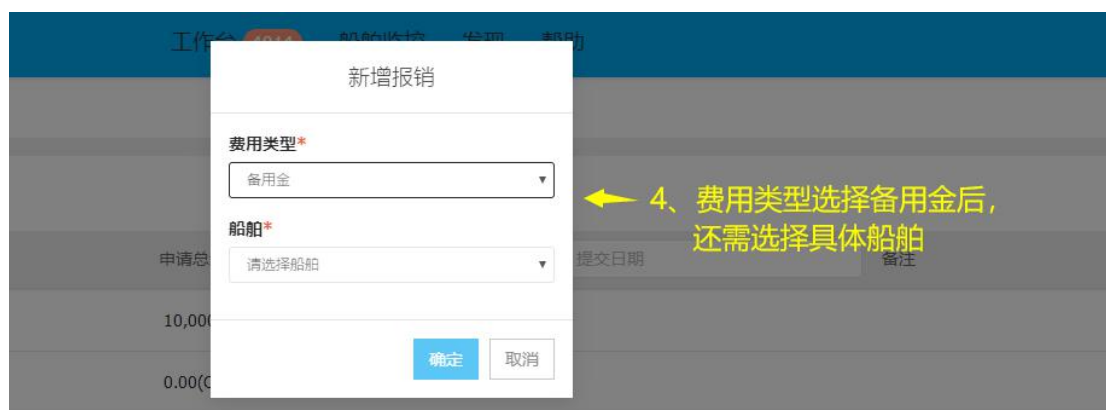 工作台 船舶监控 发现 帮助
新增报销
费用类型*
备用金
船舶*
请选择船舶
确定 取消
4、费用类型选择备用金后，
还需选择具体船舶
申请总 提交日期 备注
10,000
0.00(C